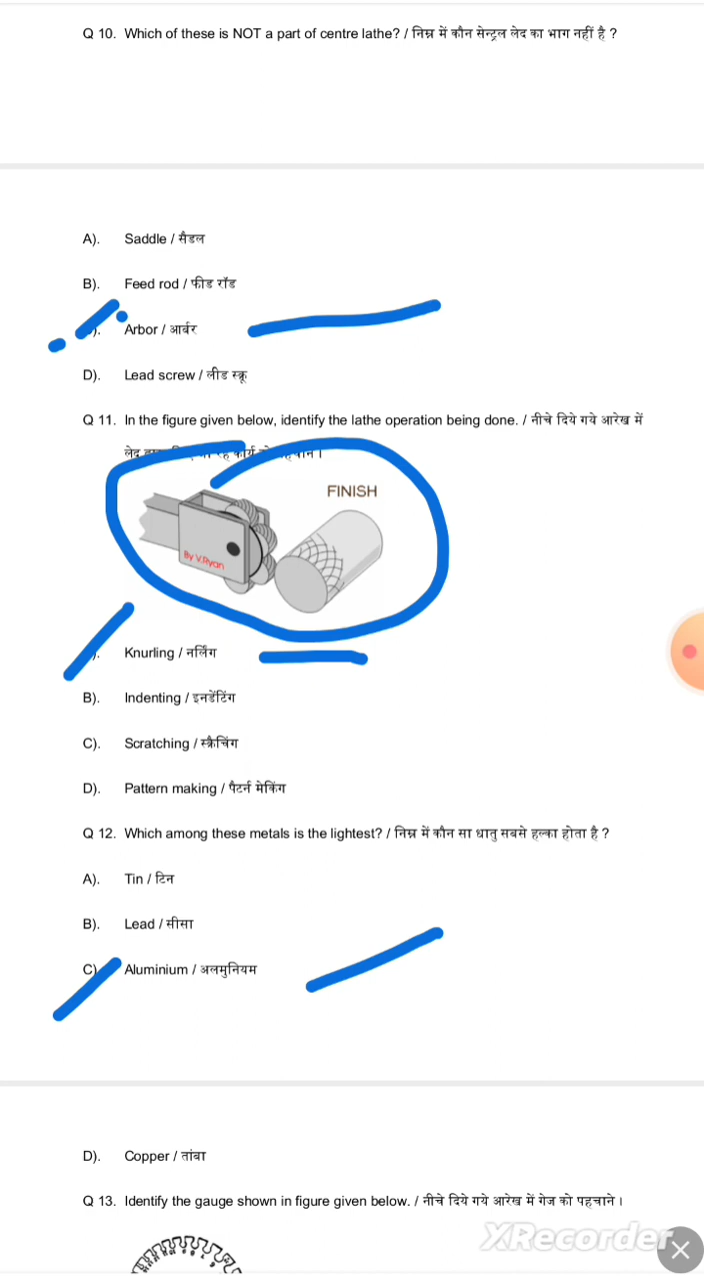 Q 10. Which of these is NOT a part of centre lathe? / निम्न में कौन सेन्ट्रल लेद का भाग नहीं है ?
A). Saddle / सैडल
B). Feed rod / फीड रॉड
Arbor / आर्बर
D). Lead screw / लीड स्क्रू
Q 11. In the figure given below, identify the lathe operation being done. / नीचे दिये गये आरेख में
लेद
FINISH
By V.Ryan
Knurling / नर्लिंग
B). Indenting / इनडेंटिंग
C). Scratching / स्क्रैचिंग
D). Pattern making / पैटर्न मेकिंग
Q 12. Which among these metals is the lightest? / निम्न में कौन सा धातु सबसे हल्का होता है ?
A). Tin / टिन
B). Lead / सीसा
C) Aluminium / अलमुनियम
D). Copper / तांबा
Q 13. Identify the gauge shown in figure given below. / नीचे दिये गये आरेख में गेज को पहचाने ।
XRecorder